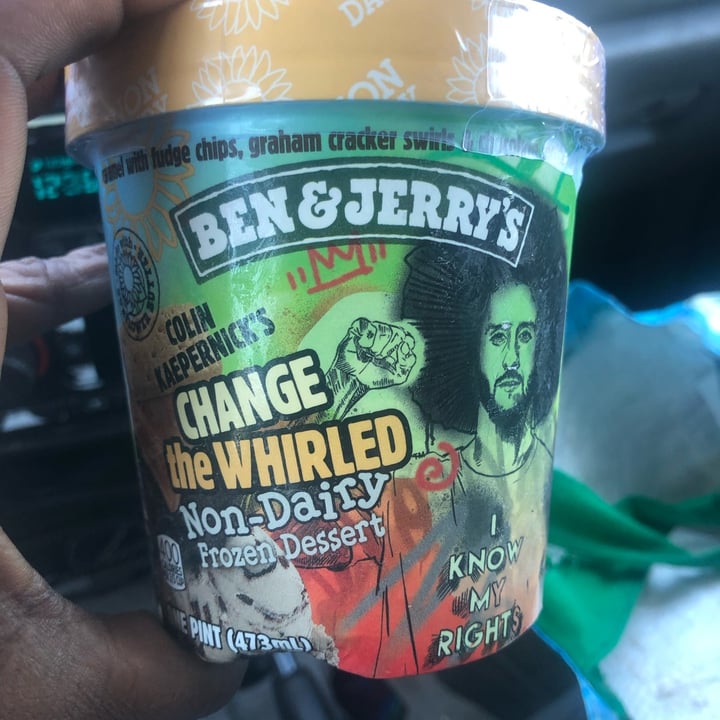 with fudge chips, graham cracker swirls &
BEN & JERRY'S
COLIN
KAEPERNICK'S
CHANGE
the WHIRLED
Non-Dairy
Frozen Dessert
I
KNOW
MY
RIGHTS
PINT (473mL)